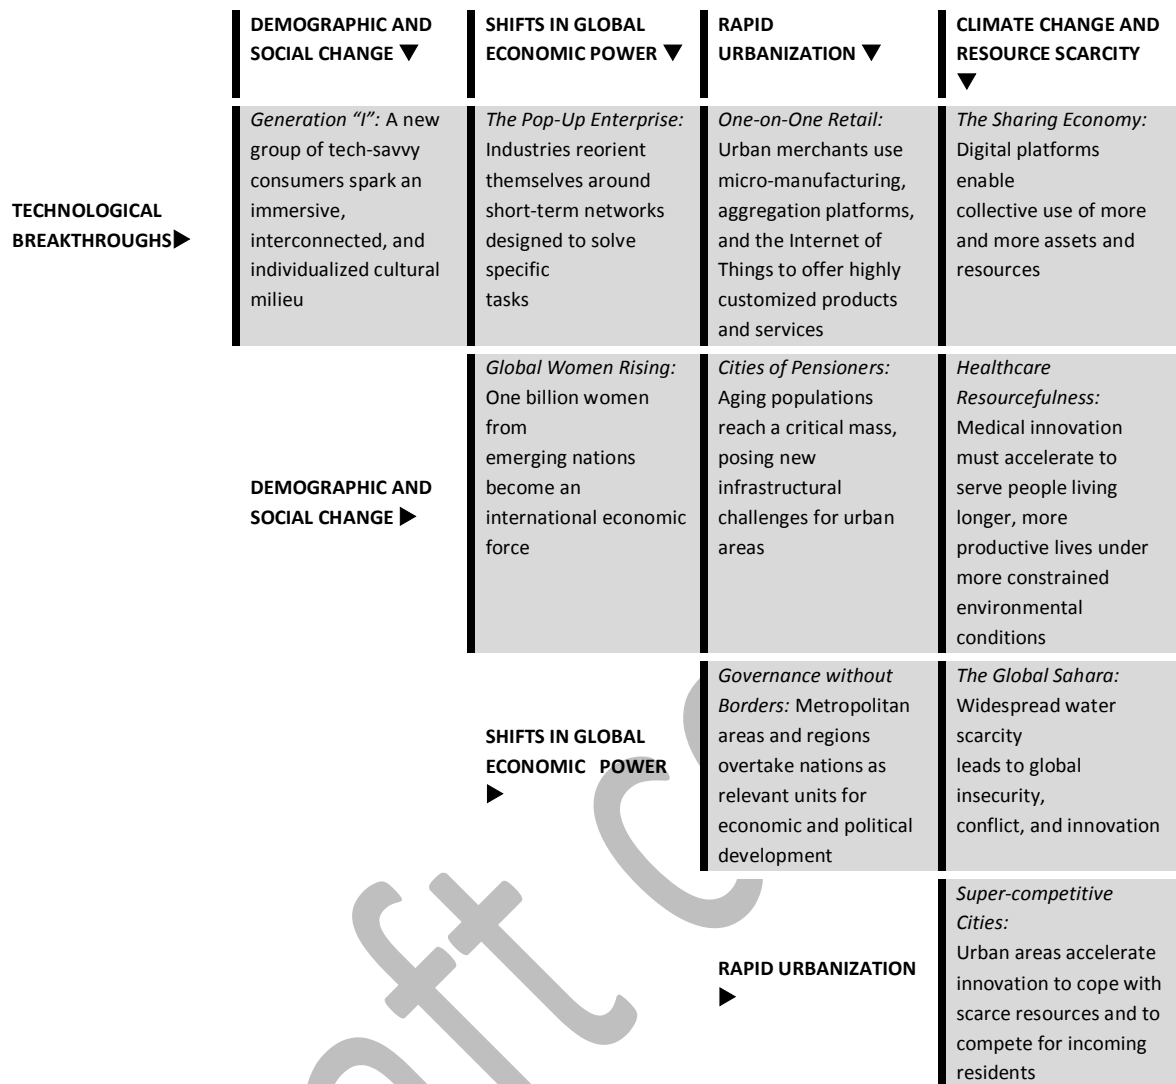 DEMOGRAPHIC AND
SOCIAL CHANGE ▼
SHIFTS IN GLOBAL
ECONOMIC POWER ▼
RAPID
URBANIZATION ▼
CLIMATE CHANGE AND
RESOURCE SCARCITY
▼
TECHNOLOGICAL
BREAKTHROUGHS▶
Generation “I”: A new
group of tech-savvy
consumers spark an
immersive,
interconnected, and
individualized cultural
milieu
The Pop-Up Enterprise:
Industries reorient
themselves around
short-term networks
designed to solve
specific
tasks
One-on-One Retail:
Urban merchants use
micro-manufacturing,
aggregation platforms,
and the Internet of
Things to offer highly
customized products
and services
The Sharing Economy:
Digital platforms
enable
collective use of more
and more assets and
resources
DEMOGRAPHIC AND
SOCIAL CHANGE ▶
Global Women Rising:
One billion women
from
emerging nations
become an
international economic
force
Cities of Pensioners:
Aging populations
reach a critical mass,
posing new
infrastructural
challenges for urban
areas
Healthcare
Resourcefulness:
Medical innovation
must accelerate to
serve people living
longer, more
productive lives under
more constrained
environmental
conditions
SHIFTS IN GLOBAL
ECONOMIC POWER
▶
Governance without
Borders: Metropolitan
areas and regions
overtake nations as
relevant units for
economic and political
development
The Global Sahara:
Widespread water
scarcity
leads to global
insecurity,
conflict, and innovation
RAPID URBANIZATION
▶
Super-competitive
Cities:
Urban areas accelerate
innovation to cope with
scarce resources and to
compete for incoming
residents